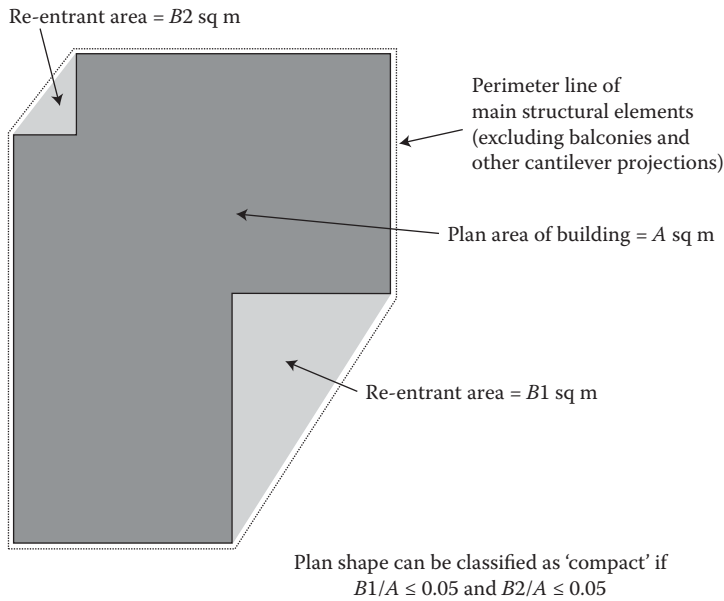 Re-entrant area = B2 sq m
Perimeter line of
main structural elements
(excluding balconies and
other cantilever projections)
Plan area of building = A sq m
Re-entrant area = B1 sq m
Plan shape can be classified as ‘compact’ if
B1/A ≤ 0.05 and B2/A ≤ 0.05